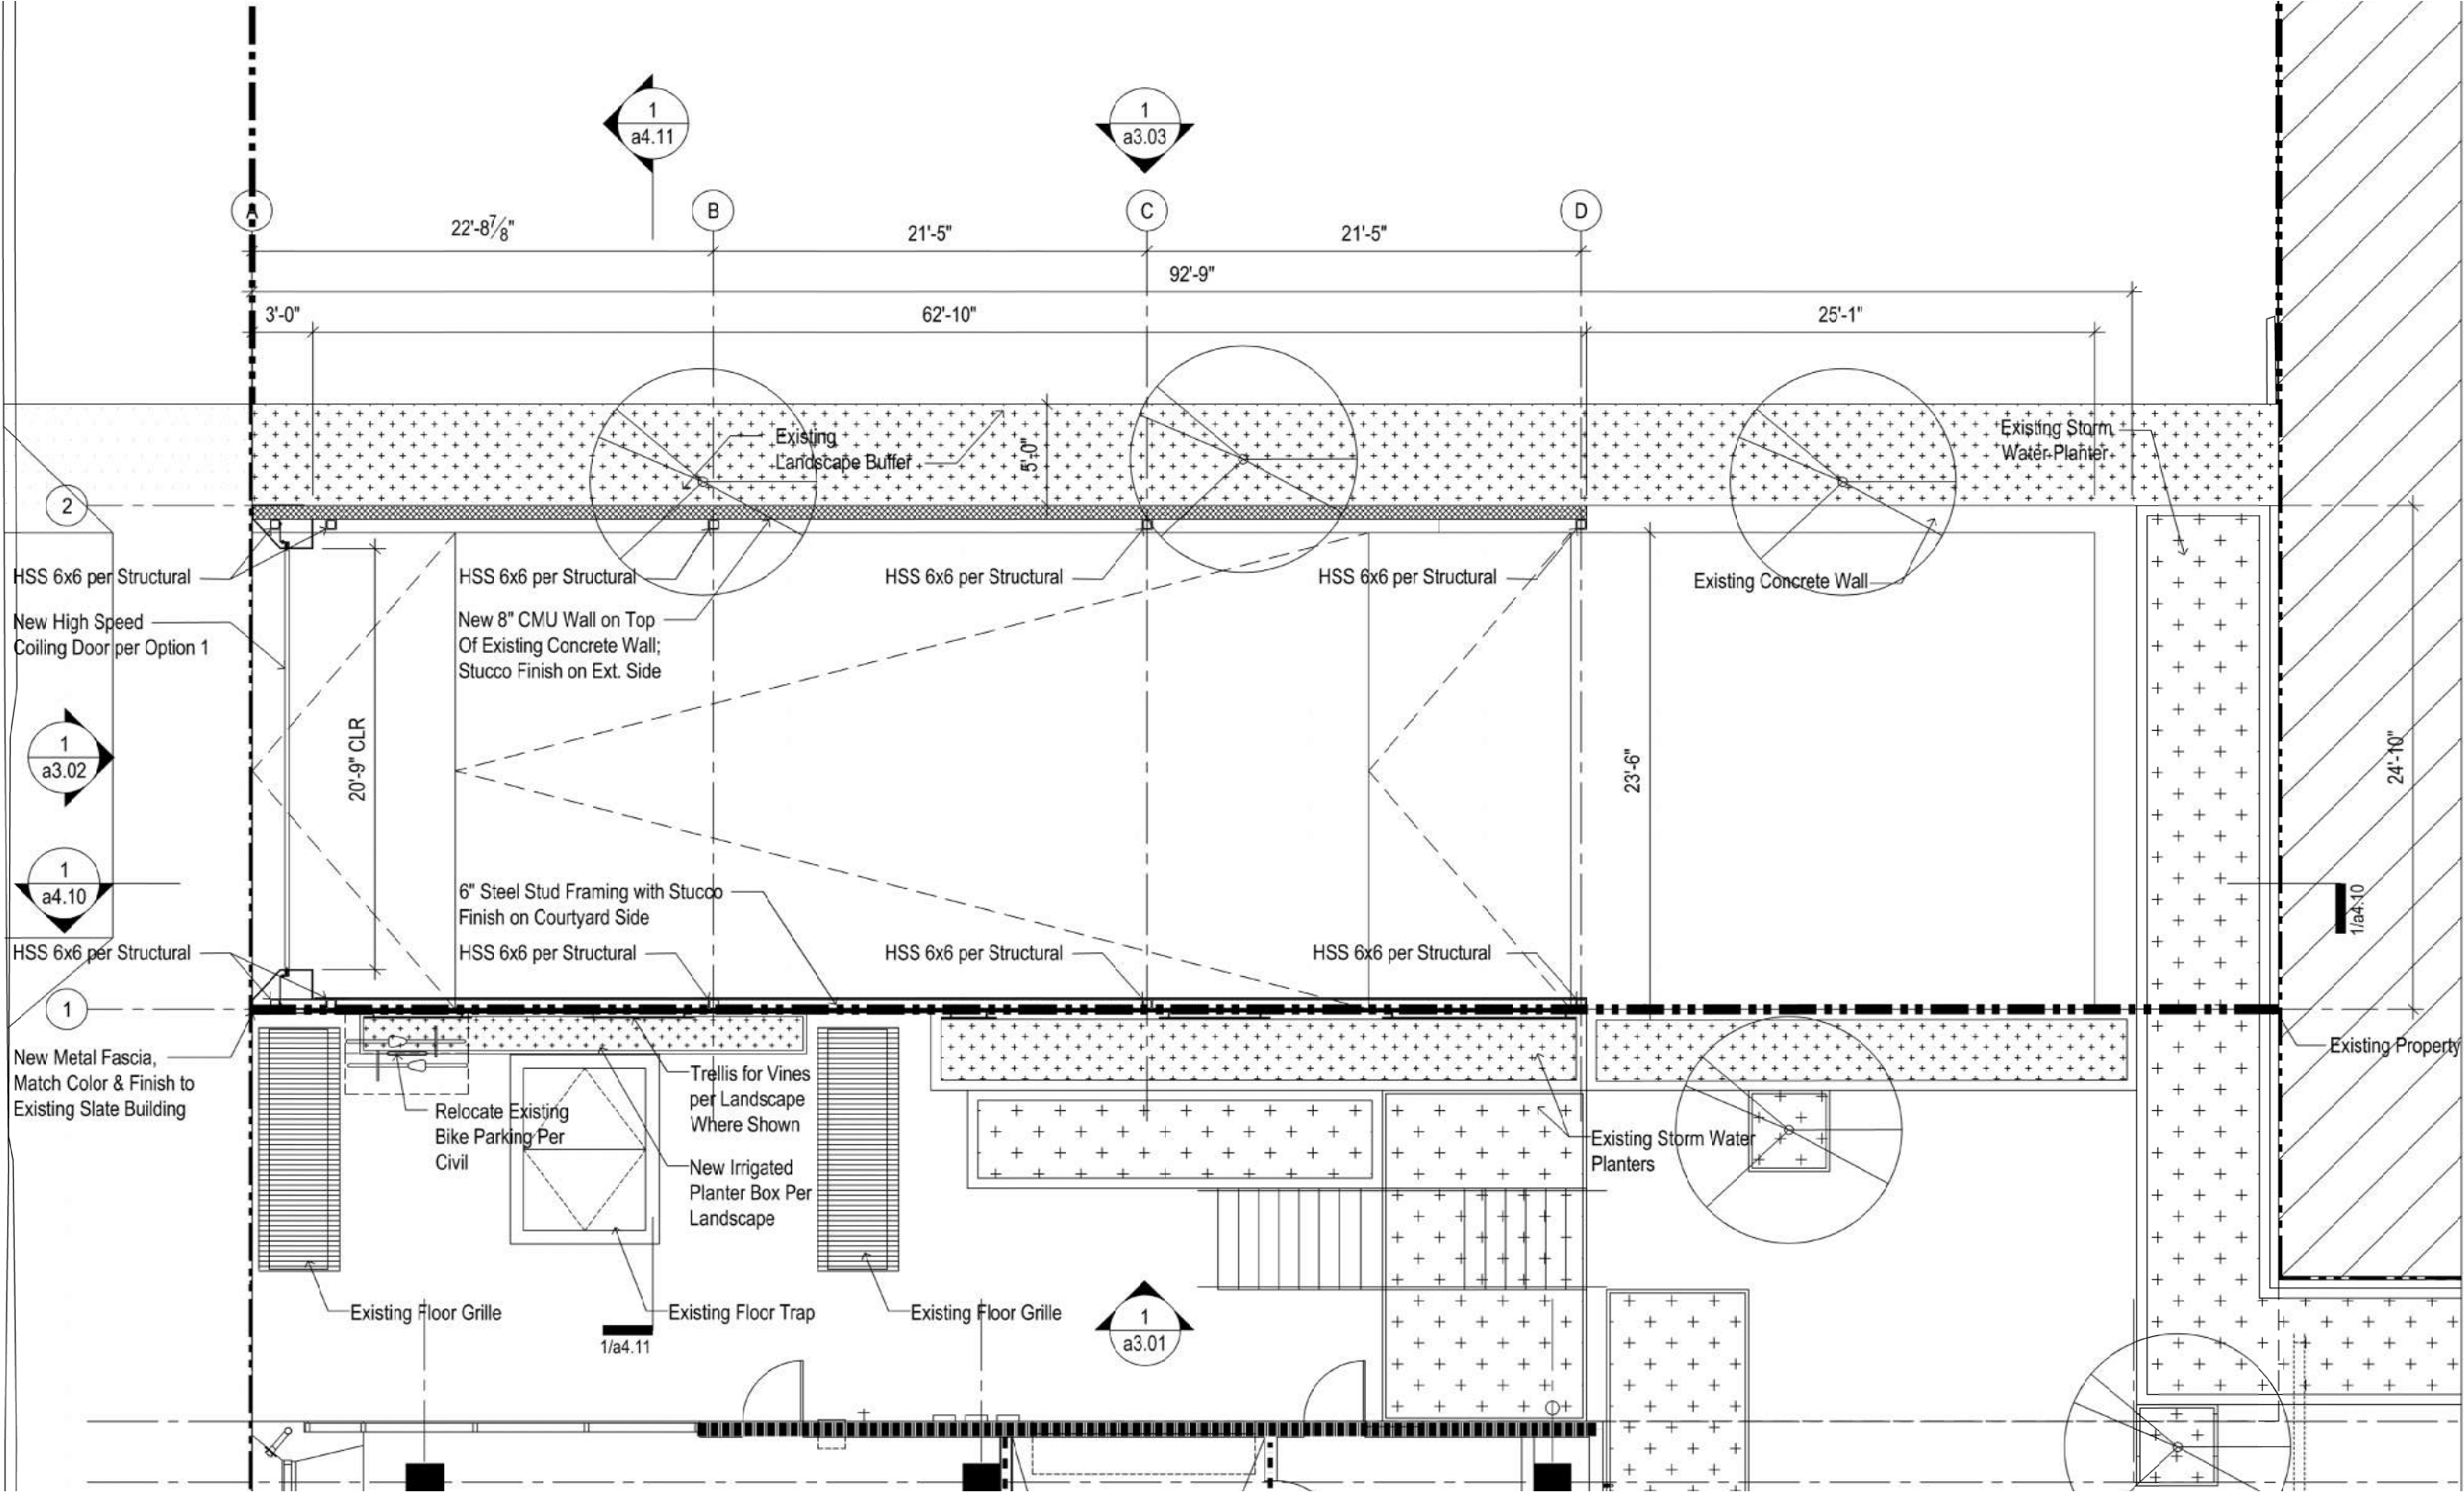 1
a4.11
1
a3.03
A
B
C
D
22'-8⅞"
21'-5"
21'-5"
92'-9"
3'-0"
62'-10"
25'-1"
Existing
Landscape Buffer
5'-0"
Existing Storm
Water Planter
2
HSS 6x6 per Structural
HSS 6x6 per Structural
HSS 6x6 per Structural
HSS 6x6 per Structural
Existing Concrete Wall
New High Speed
Coiling Door per Option 1
New 8" CMU Wall on Top
Of Existing Concrete Wall;
Stucco Finish on Ext. Side
1
a3.02
20'-9" CLR
23'-6"
24'-10"
1
a4.10
6" Steel Stud Framing with Stucco
Finish on Courtyard Side
1/a4.10
HSS 6x6 per Structural
HSS 6x6 per Structural
HSS 6x6 per Structural
HSS 6x6 per Structural
1
New Metal Fascia,
Match Color & Finish to
Existing Slate Building
Existing Property
Trellis for Vines
per Landscape
Where Shown
Relocate Existing
Bike Parking Per
Civil
New Irrigated
Planter Box Per
Landscape
Existing Storm Water
Planters
Existing Floor Grille
Existing Floor Trap
Existing Floor Grille
1
a3.01
1/a4.11